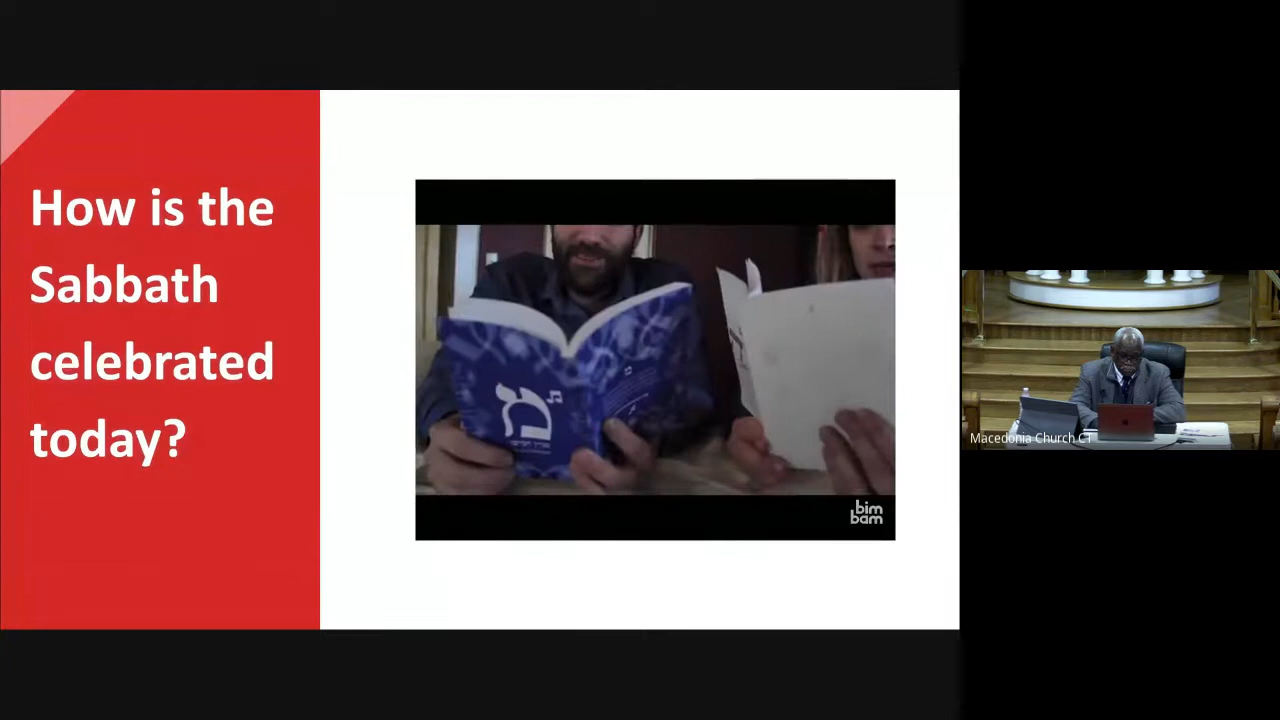 How is the
Sabbath
celebrated
today?
מ
bim
bam
Macedonia Church CT